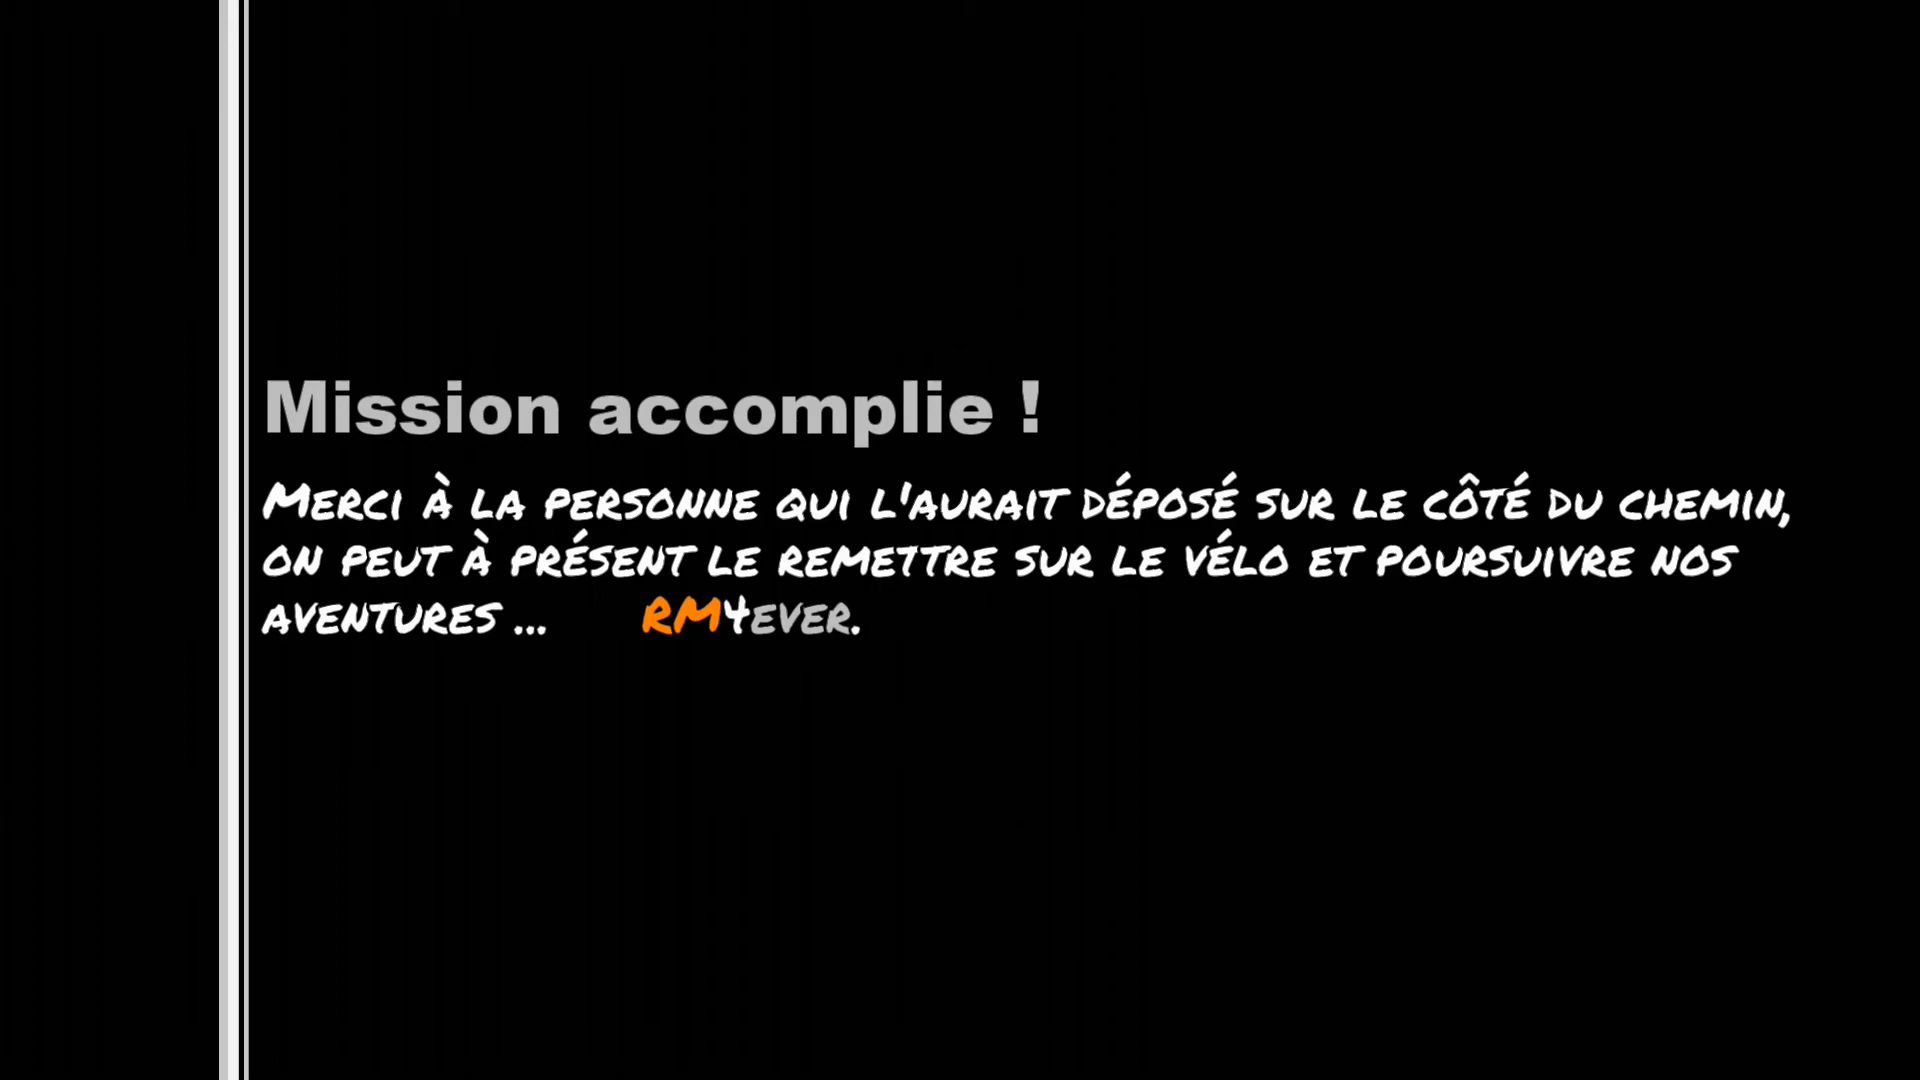 Mission accomplie !
Merci à la personne qui l'aurait déposé sur le côté du chemin,
on peut à présent le remettre sur le vélo et poursuivre nos
aventures ... RM4ever.